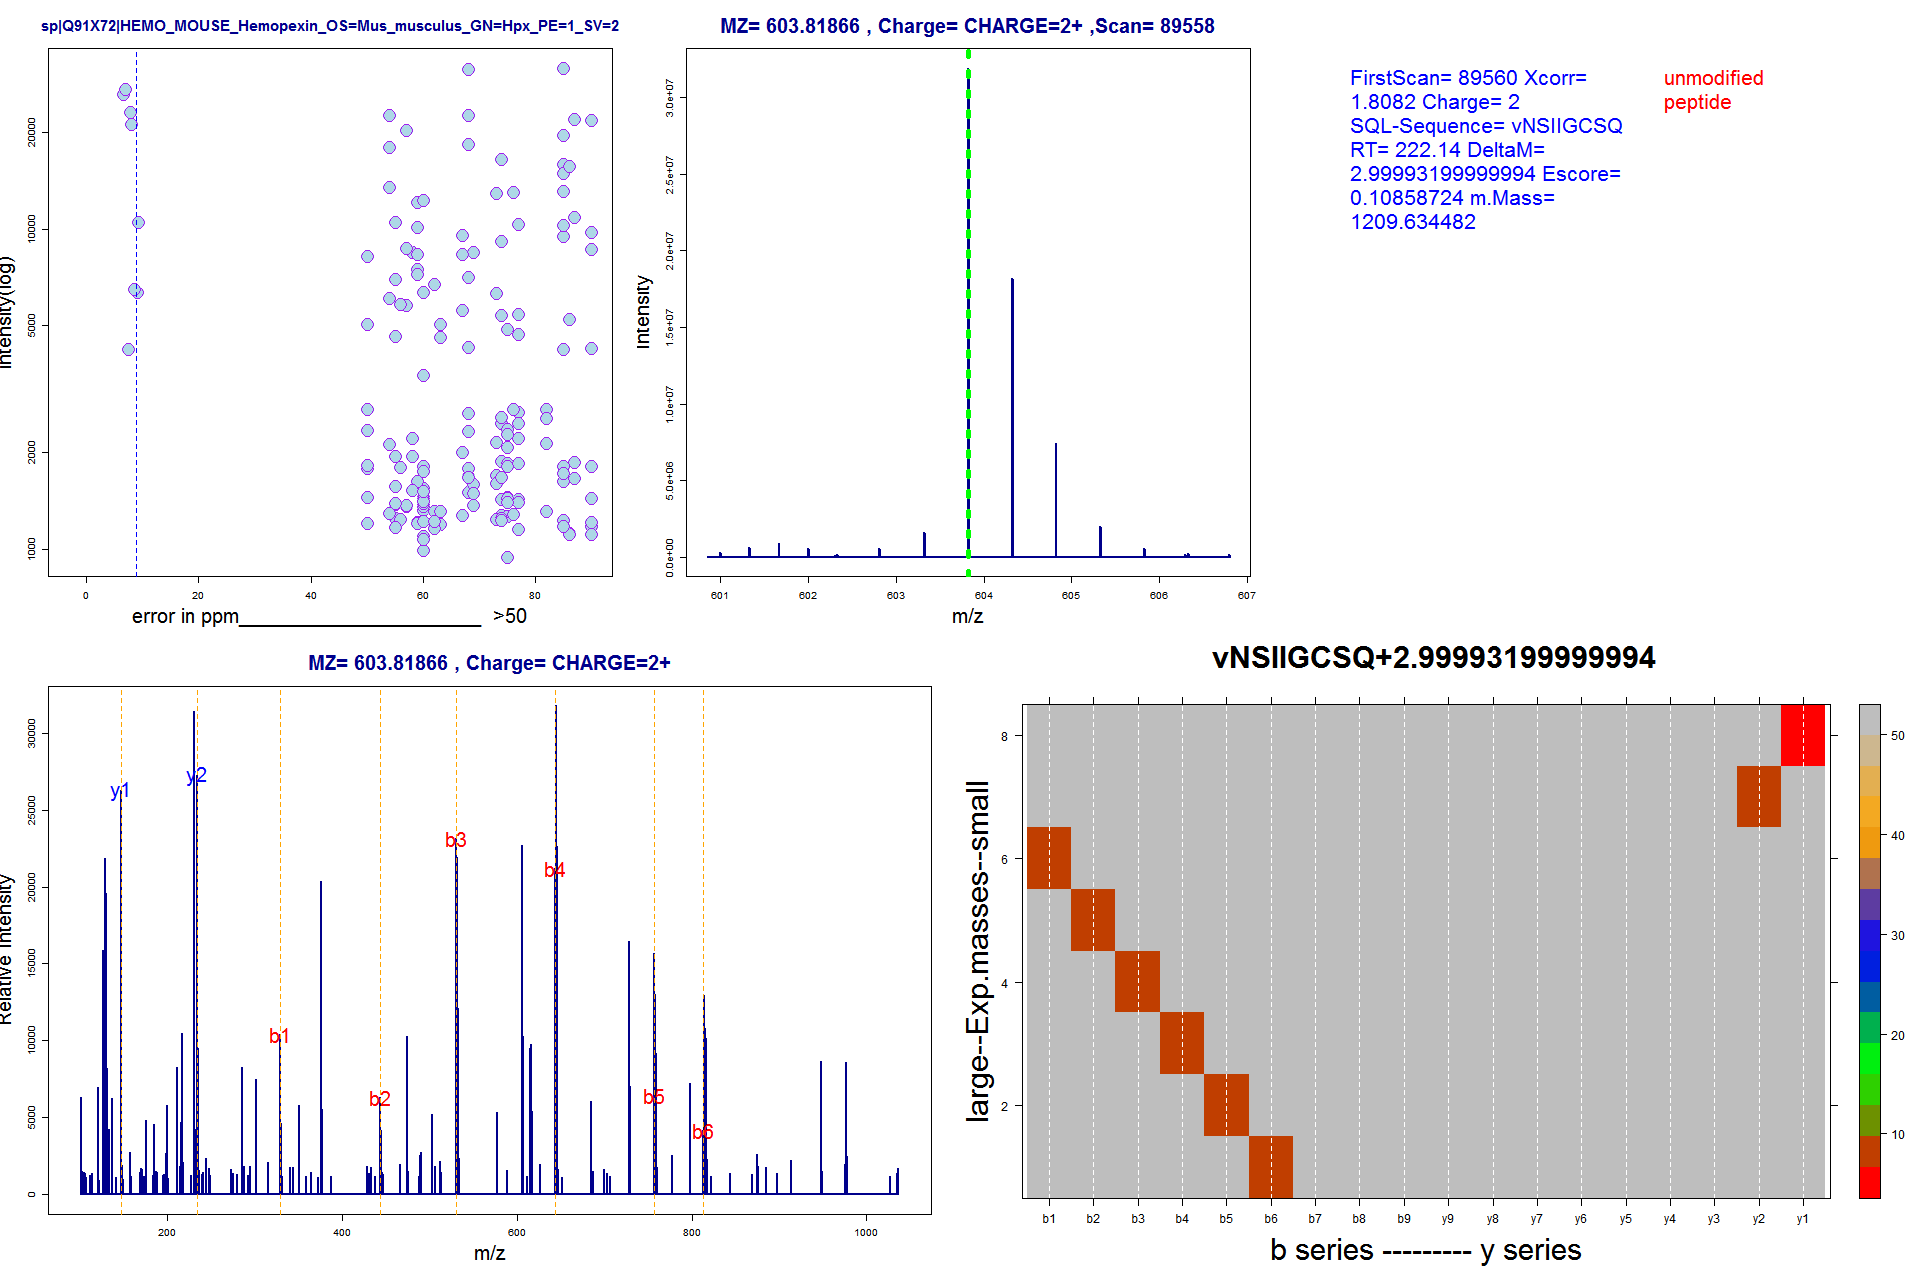 sp|Q91X72|HEMO_MOUSE_Hemopexin_OS=Mus_musculus_GN=Hpx_PE=1_SV=2
Intensity(log)
1000
2000
5000
10000
20000
0
20
40
60
80
error in ppm______________________ >50
MZ= 603.81866 , Charge= CHARGE=2+ ,Scan= 89558
Intensity
0.0e+00
5.0e+06
1.0e+07
1.5e+07
2.0e+07
2.5e+07
3.0e+07
601
602
603
604
605
606
607
m/z
FirstScan= 89560 Xcorr=
1.8082 Charge= 2
SQL-Sequence= vNSIIGCSQ
RT= 222.14 DeltaM=
2.99993199999994 Escore=
0.10858724 m.Mass=
1209.634482
unmodified
peptide
MZ= 603.81866 , Charge= CHARGE=2+
Relative Intensity
0
5000
10000
15000
20000
25000
30000
y1
y2
b1
b2
b3
b4
b5
b6
200
400
600
800
1000
m/z
vNSIIGCSQ+2.99993199999994
large--Exp.masses--small
8
6
4
2
b1
b2
b3
b4
b5
b6
b7
b8
b9
y9
y8
y7
y6
y5
y4
y3
y2
y1
b series --------- y series
50
40
30
20
10